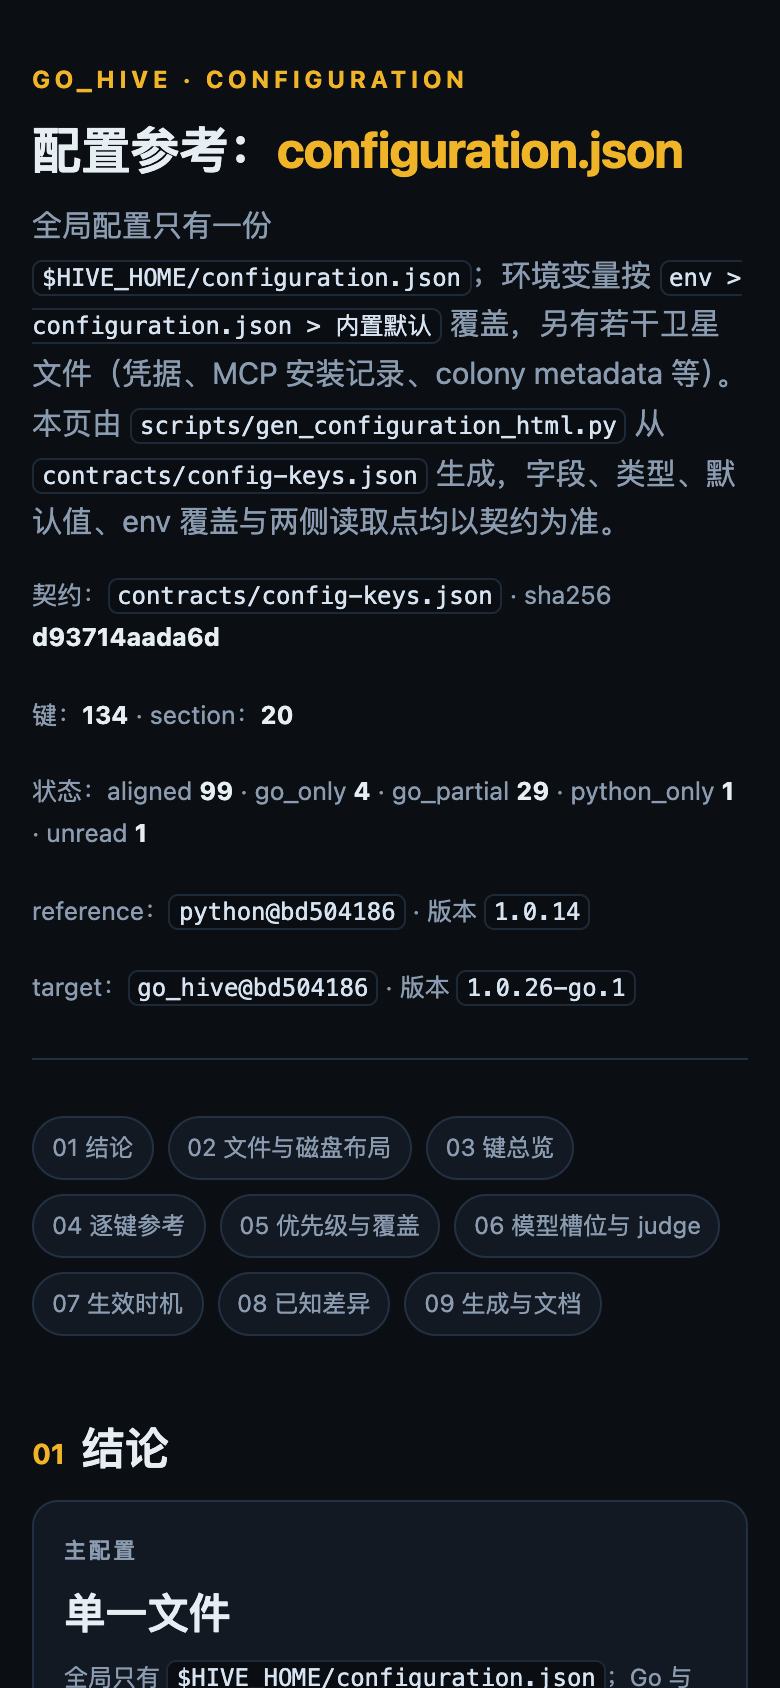 GO_HIVE · CONFIGURATION
配置参考：configuration.json
全局配置只有一份
$HIVE_HOME/configuration.json；环境变量按 env >
configuration.json > 内置默认 覆盖，另有若干卫星
文件（凭据、MCP 安装记录、colony metadata 等）。
本页由 scripts/gen_configuration_html.py 从
contracts/config-keys.json 生成，字段、类型、默
认值、env 覆盖与两侧读取点均以契约为准。
契约：contracts/config-keys.json · sha256
d93714aada6d
键：134 · section：20
状态：aligned 99 · go_only 4 · go_partial 29 · python_only 1
· unread 1
reference：python@bd504186 · 版本 1.0.14
target：go_hive@bd504186 · 版本 1.0.26-go.1
01 结论 02 文件与磁盘布局 03 键总览
04 逐键参考 05 优先级与覆盖 06 模型槽位与 judge
07 生效时机 08 已知差异 09 生成与文档
01 结论
主配置
单一文件
全局只有 $HIVE_HOME/configuration.json；Go 与